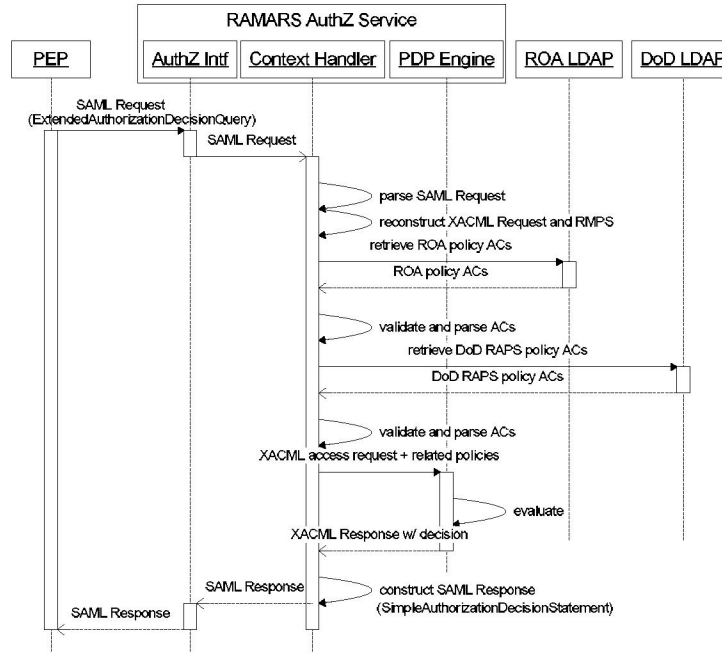 RAMARS AuthZ Service
PEP
AuthZ Intf
Context Handler
PDP Engine
ROA LDAP
DoD LDAP
SAML Request
(ExtendedAuthorizationDecisionQuery)
SAML Request
parse SAML Request
reconstruct XACML Request and RMPS
retrieve ROA policy ACs
ROA policy ACs
validate and parse ACs
retrieve DoD RAPS policy ACs
DoD RAPS policy ACs
validate and parse ACs
XACML access request + related policies
evaluate
XACML Response w/ decision
construct SAML Response
(SimpleAuthorizationDecisionStatement)
SAML Response
SAML Response